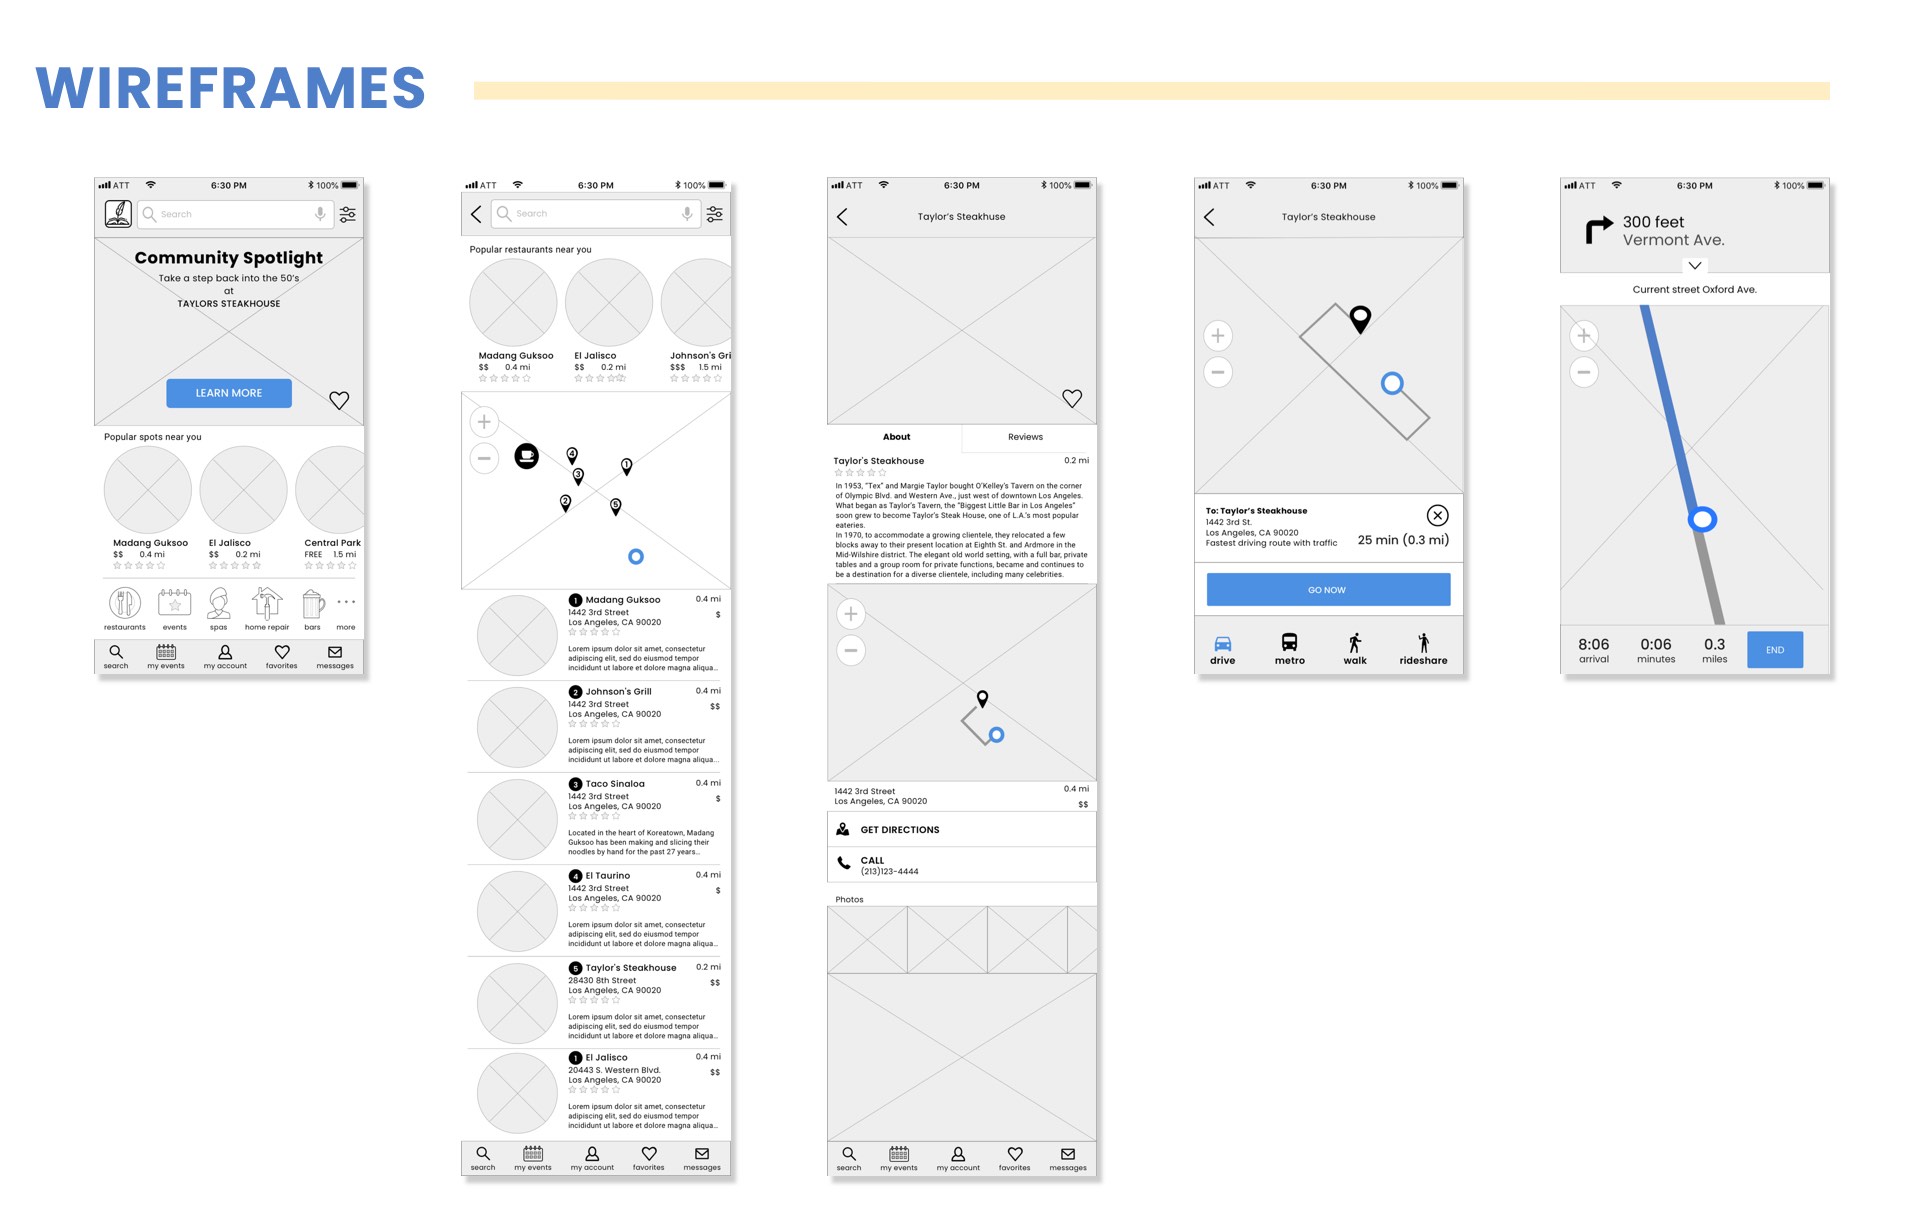 WIREFRAMES
ATT 6:30 PM 100%
Search
Community Spotlight
Take a step back into the 50's
at
TAYLORS STEAKHOUSE
LEARN MORE
Popular spots near you
Madang Guksoo El Jalisco Central Park
$$ 0.4 mi $$ 0.2 mi FREE 1.5 mi
restaurants events spas home repair bars more
search my events my account favorites messages
ATT 6:30 PM 100%
Search
Popular restaurants near you
Madang Guksoo El Jalisco Johnson's Gri
$$ 0.4 mi $$ 0.2 mi $$$ 1.5 mi
4
1
3
2
5
1 Madang Guksoo 0.4 mi
1442 3rd Street $
Los Angeles, CA 90020
Lorem ipsum dolor sit amet, consectetur
adipiscing elit, sed do eiusmod tempor
incididunt ut labore et dolore magna aliqua...
2 Johnson's Grill 0.4 mi
1442 3rd Street $$
Los Angeles, CA 90020
Lorem ipsum dolor sit amet, consectetur
adipiscing elit, sed do eiusmod tempor
incididunt ut labore et dolore magna aliqua...
3 Taco Sinaloa 0.4 mi
1442 3rd Street $
Los Angeles, CA 90020
Located in the heart of Koreatown, Madang
Guksoo has been making and slicing their
noodles by hand for the past 27 years...
4 El Taurino 0.4 mi
1442 3rd Street $
Los Angeles, CA 90020
Lorem ipsum dolor sit amet, consectetur
adipiscing elit, sed do eiusmod tempor
incididunt ut labore et dolore magna aliqua...
5 Taylor's Steakhouse 0.2 mi
28430 8th Street $$
Los Angeles, CA 90020
Lorem ipsum dolor sit amet, consectetur
adipiscing elit, sed do eiusmod tempor
incididunt ut labore et dolore magna aliqua...
1 El Jalisco 0.4 mi
20443 S. Western Blvd. $$
Los Angeles, CA 90020
Lorem ipsum dolor sit amet, consectetur
adipiscing elit, sed do eiusmod tempor
incididunt ut labore et dolore magna aliqua...
search my events my account favorites messages
ATT 6:30 PM 100%
Taylor's Steakhuse
About Reviews
Taylor's Steakhouse 0.2 mi
In 1953, "Tex" and Margie Taylor bought O'Kelley's Tavern on the corner
of Olympic Blvd. and Western Ave., just west of downtown Los Angeles.
What began as Taylor's Tavern, the "Biggest Little Bar in Los Angeles"
soon grew to become Taylor's Steak House, one of L.A.'s most popular
eateries.
In 1970, to accommodate a growing clientele, they relocated a few
blocks away to their present location at Eighth St. and Ardmore in the
Mid-Wilshire district. The elegant old world setting, with a full bar, private
tables and a group room for private functions, became and continues to
be a destination for a diverse clientele, including many celebrities.
1442 3rd Street 0.4 mi
Los Angeles, CA 90020 $$
GET DIRECTIONS
CALL
(213)123-4444
Photos
search my events my account favorites messages
ATT 6:30 PM 100%
Taylor's Steakhouse
To: Taylor's Steakhouse
1442 3rd St.
Los Angeles, CA 90020
Fastest driving route with traffic 25 min (0.3 mi)
GO NOW
drive metro walk rideshare
ATT 6:30 PM 100%
300 feet
Vermont Ave.
Current street Oxford Ave.
8:06 0:06 0.3 END
arrival minutes miles